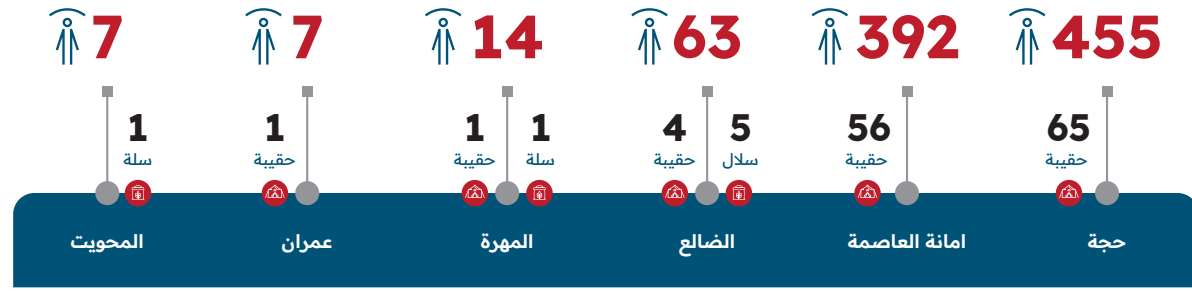 455
392
63
14
7
7
65
56
5
4
1
1
1
1
حقيبة
حقيبة
سلال
حقيبة
سلة
حقيبة
حقيبة
سلة
حجة
امانة العاصمة
الضالع
المهرة
عمران
المحويت